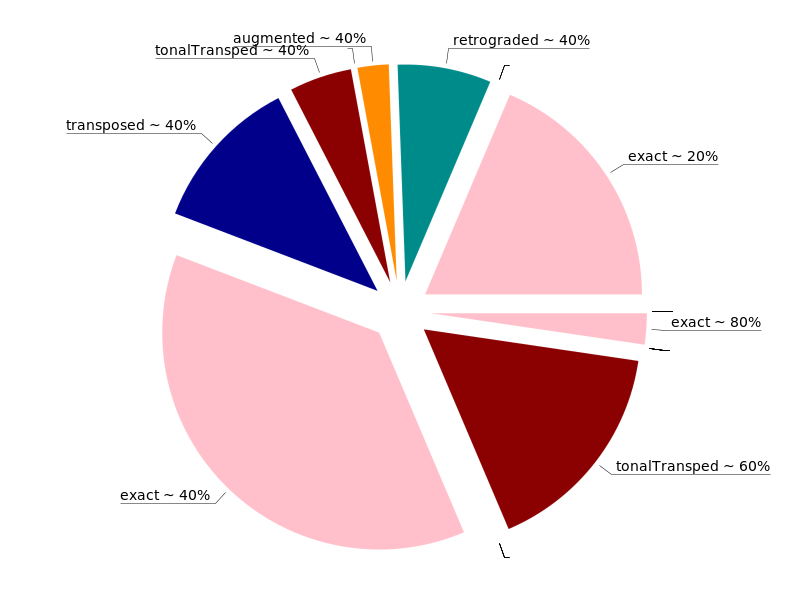 augmented ~ 40%
retrograded ~ 40%
tonalTransped ~ 40%
transposed ~ 40%
exact ~ 20%
exact ~ 80%
tonalTransped ~ 60%
exact ~ 40%